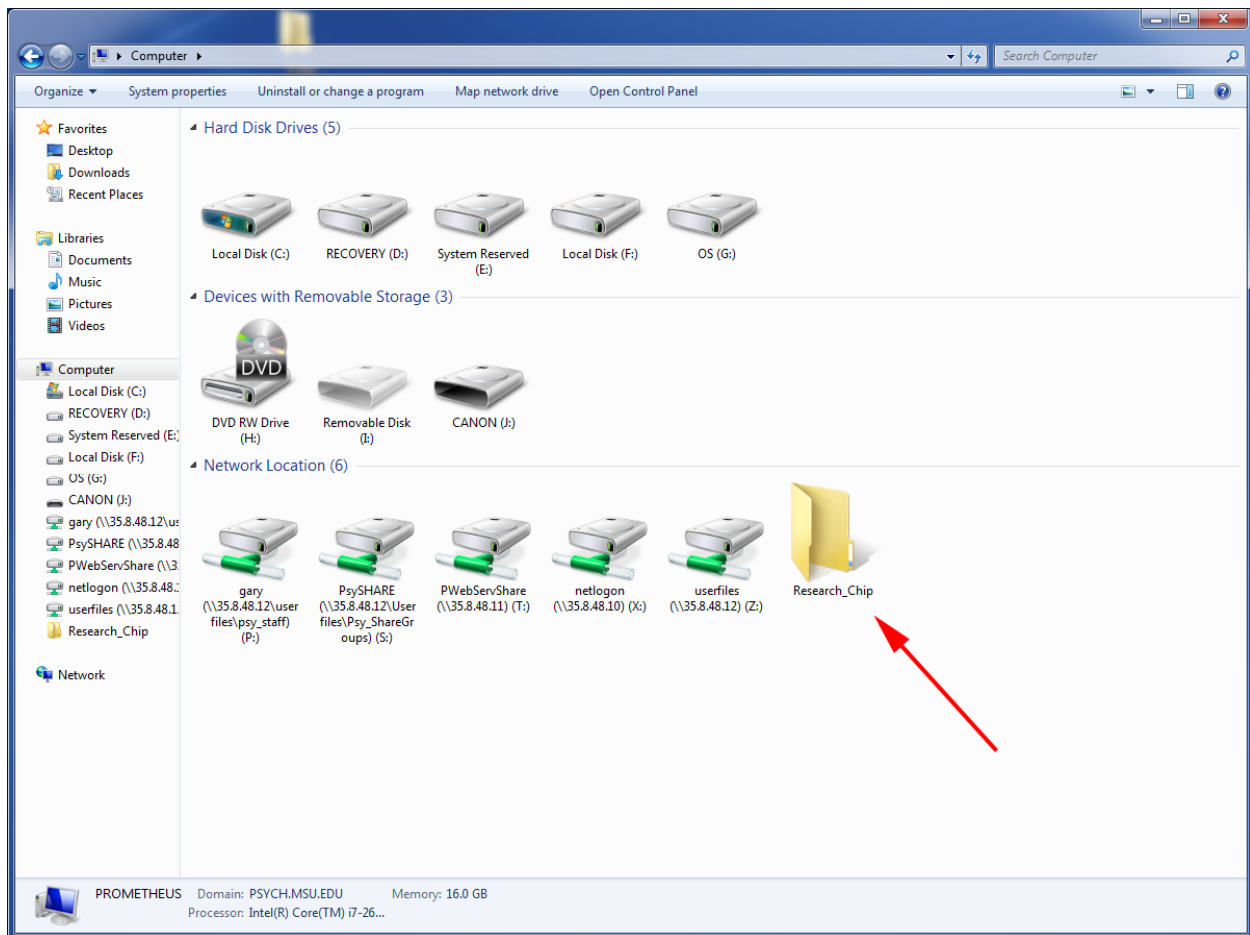 Computer
Search Computer
Organize
System properties
Uninstall or change a program
Map network drive
Open Control Panel
Favorites
Desktop
Downloads
Recent Places
Libraries
Documents
Music
Pictures
Videos
Computer
Local Disk (C:)
RECOVERY (D:)
System Reserved (E:)
Local Disk (F:)
OS (G:)
CANON (J:)
gary (\\35.8.48.12\us
PsySHARE (\\35.8.48
PWebServShare (\\3.
netlogon (\\35.8.48.:
userfiles (\\35.8.48.1.
Research_Chip
Network
Hard Disk Drives (5)
Local Disk (C:)
RECOVERY (D:)
System Reserved
(E:)
Local Disk (F:)
OS (G:)
Devices with Removable Storage (3)
DVD
DVD RW Drive
(H:)
Removable Disk
(I:)
CANON (J:)
Network Location (6)
gary
(\\35.8.48.12\user
files\psy_staff)
(P:)
PsySHARE
(\\35.8.48.12\User
files\Psy_ShareGr
oups) (S:)
PWebServShare
(\\35.8.48.11) (T:)
netlogon
(\\35.8.48.10) (X:)
userfiles
(\\35.8.48.12) (Z:)
Research_Chip
PROMETHEUS Domain: PSYCH.MSU.EDU Memory: 16.0 GB
Processor: Intel(R) Core(TM) i7-26...